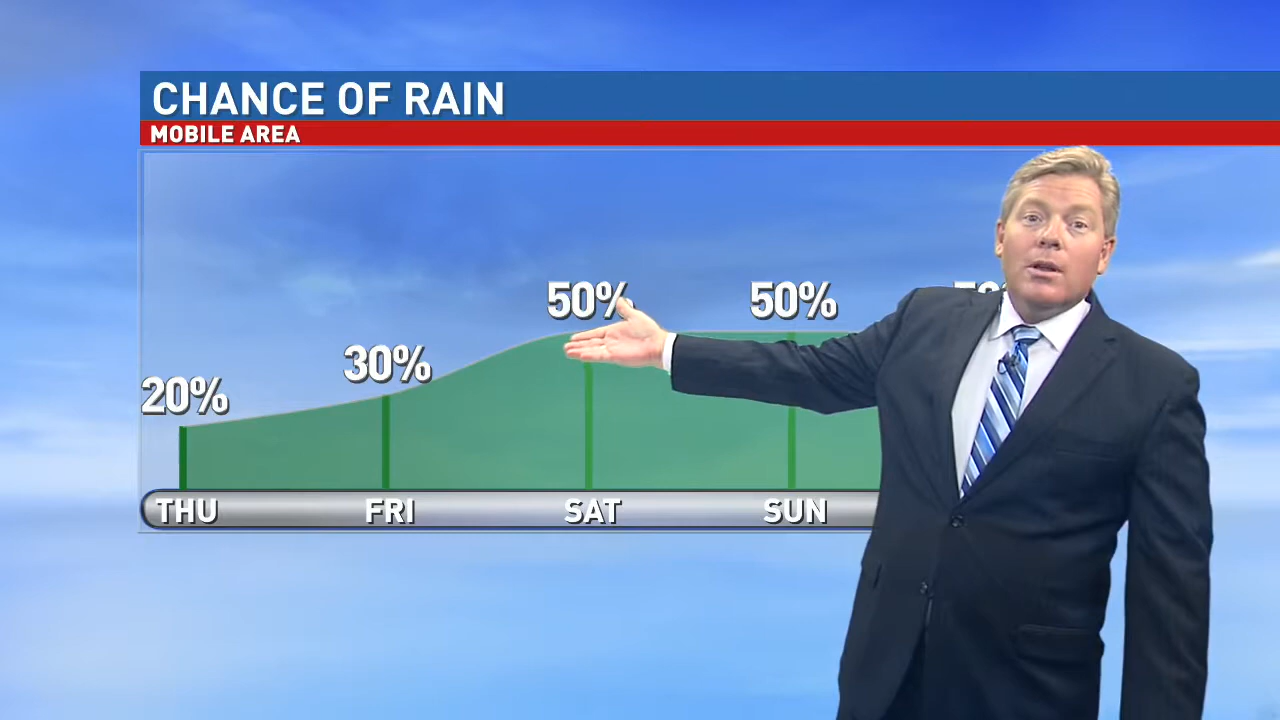 CHANCE OF RAIN
MOBILE AREA
50% 50%
30%
20%
THU FRI SAT SUN